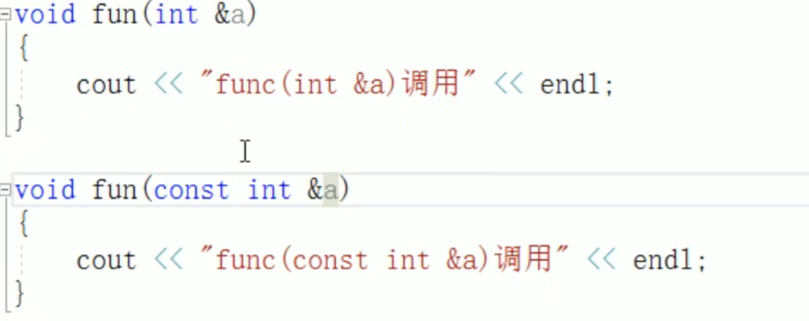 void fun(int &a)
{
cout << "func(int &a)调用" << endl;
}
void fun(const int &a)
{
cout << "func(const int &a)调用" << endl;
}